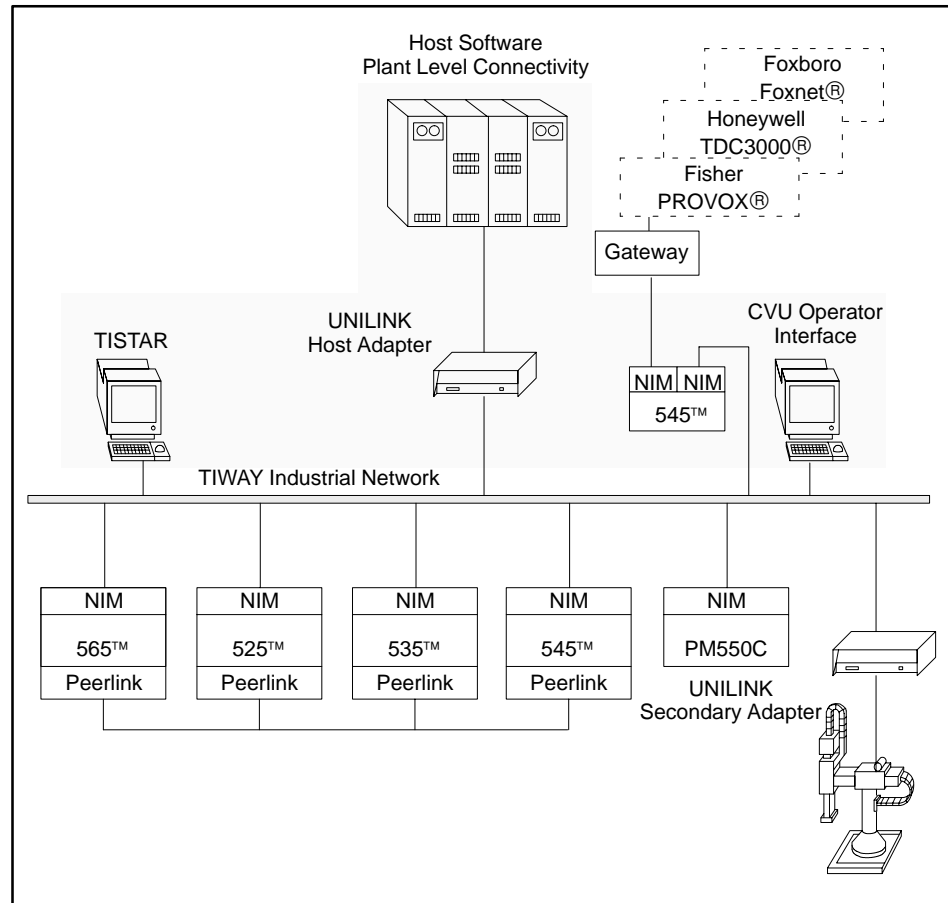 Host Software
Plant Level Connectivity
Foxboro
Foxnet®
Honeywell
TDC3000®
Fisher
PROVOX®
Gateway
UNILINK
Host Adapter
TISTAR
CVU Operator
Interface
NIM NIM
545™
TIWAY Industrial Network
NIM
565™
Peerlink
NIM
525™
Peerlink
NIM
535™
Peerlink
NIM
545™
Peerlink
NIM
PM550C
UNILINK
Secondary Adapter